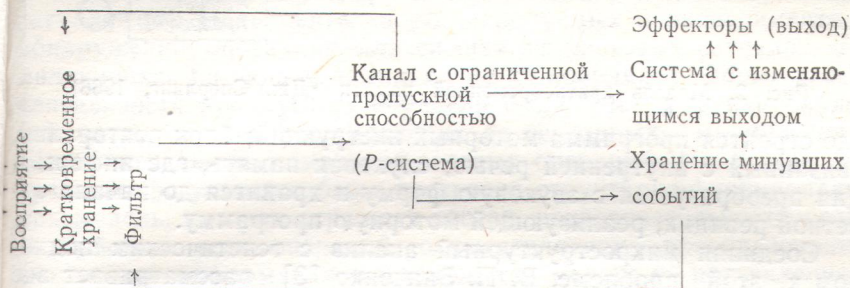 Эффекторы (выход)
Канал с ограниченной
пропускной
способностью
(Р-система)
Система с изменяю-
щимся выходом
Хранение минувших
событий
Восприятие
Кратковременное
хранение
Фильтр